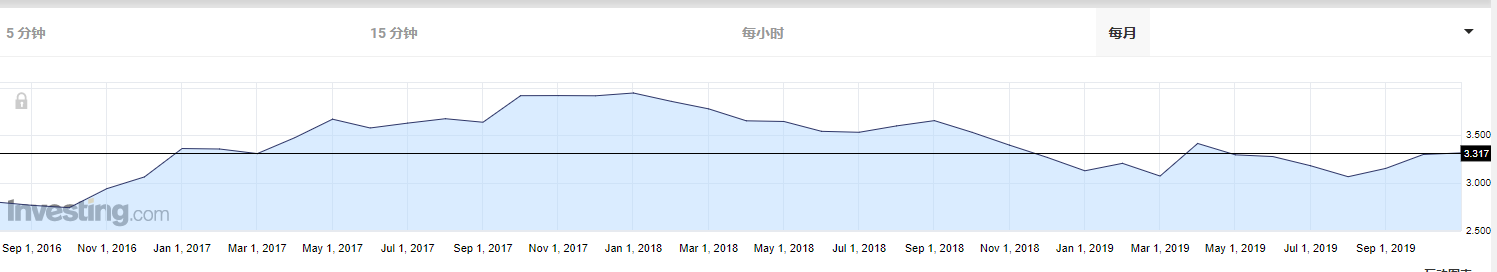 5 分钟 15 分钟 每小时 每月
3.500
3.317
3.000
2.500
Investing.com
Sep 1, 2016 Nov 1, 2016 Jan 1, 2017 Mar 1, 2017 May 1, 2017 Jul 1, 2017 Sep 1, 2017 Nov 1, 2017 Jan 1, 2018 Mar 1, 2018 May 1, 2018 Jul 1, 2018 Sep 1, 2018 Nov 1, 2018 Jan 1, 2019 Mar 1, 2019 May 1, 2019 Jul 1, 2019 Sep 1, 2019